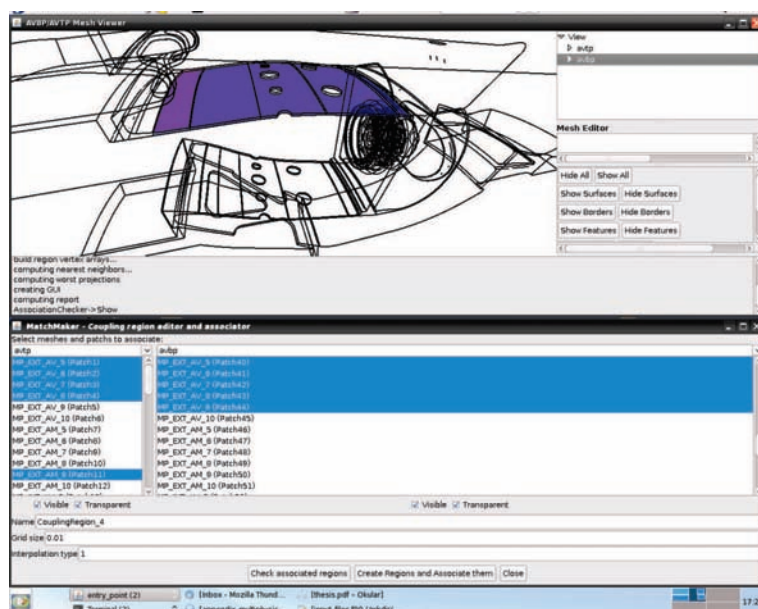 AVBP/AVTP Mesh Viewer
View
avtp
avbp
Mesh Editor
Hide All Show All
Show Surfaces Hide Surfaces
Show Borders Hide Borders
Show Features Hide Features
build region vertex arrays...
computing nearest neighbors...
computing worst projections
creating GUI
computing report
AssociationChecker->Show
MatchMaker - Coupling region editor and associator
Select meshes and patchs to associate:
avtp avbp
MP_EXT_AV_5 (Patch1) MP_EXT_AV_5 (Patch40)
MP_EXT_AV_6 (Patch2) MP_EXT_AV_6 (Patch41)
MP_EXT_AV_7 (Patch3) MP_EXT_AV_7 (Patch42)
MP_EXT_AV_8 (Patch4) MP_EXT_AV_8 (Patch43)
MP_EXT_AV_9 (Patch5) MP_EXT_AV_9 (Patch44)
MP_EXT_AV_10 (Patch6) MP_EXT_AV_10 (Patch45)
MP_EXT_AM_5 (Patch7) MP_EXT_AM_5 (Patch46)
MP_EXT_AM_6 (Patch8) MP_EXT_AM_6 (Patch47)
MP_EXT_AM_7 (Patch9) MP_EXT_AM_7 (Patch48)
MP_EXT_AM_8 (Patch10) MP_EXT_AM_8 (Patch49)
MP_EXT_AM_9 (Patch11) MP_EXT_AM_9 (Patch50)
MP_EXT_AM_10 (Patch12) MP_EXT_AM_10 (Patch51)
Visible Transparent Visible Transparent
Name CouplingRegion_4
Grid size 0.01
Interpolation type 1
Check associated regions Create Regions and Associate them Close
entry_point (2) [Inbox - Mozilla Thund... [thesis.pdf - Okular]
Terminal (2)